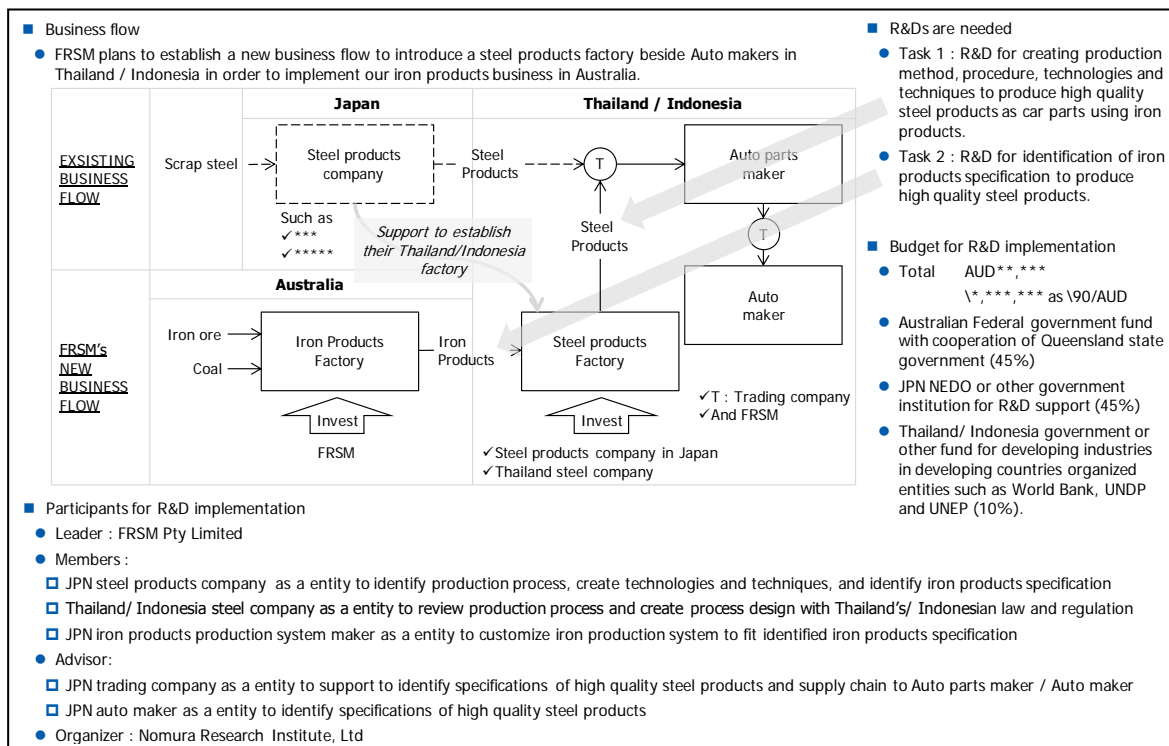 Business flow
FRSM plans to establish a new business flow to introduce a steel products factory beside Auto makers in
Thailand / Indonesia in order to implement our iron products business in Australia.
Japan
Thailand / Indonesia
EXSISTING
BUSINESS
FLOW
Scrap steel
Steel products
company
Steel
Products
T
Auto parts
maker
Such as
✓***
✓*****
Support to establish
their Thailand/Indonesia
factory
Steel
Products
T
Auto
maker
Australia
FRSM's
NEW
BUSINESS
FLOW
Iron ore
Coal
Iron Products
Factory
Iron
Products
Steel products
Factory
✓T : Trading company
✓And FRSM
Invest
FRSM
Invest
✓Steel products company in Japan
✓Thailand steel company
R&Ds are needed
Task 1 : R&D for creating production
method, procedure, technologies and
techniques to produce high quality
steel products as car parts using iron
products.
Task 2 : R&D for identification of iron
products specification to produce
high quality steel products.
Budget for R&D implementation
Total AUD**,***
\*,***,*** as \90/AUD
Australian Federal government fund
with cooperation of Queensland state
government (45%)
JPN NEDO or other government
institution for R&D support (45%)
Thailand/ Indonesia government or
other fund for developing industries
in developing countries organized
entities such as World Bank, UNDP
and UNEP (10%).
Participants for R&D implementation
Leader : FRSM Pty Limited
Members :
JPN steel products company as a entity to identify production process, create technologies and techniques, and identify iron products specification
Thailand/ Indonesia steel company as a entity to review production process and create process design with Thailand's/ Indonesian law and regulation
JPN iron products production system maker as a entity to customize iron production system to fit identified iron products specification
Advisor:
JPN trading company as a entity to support to identify specifications of high quality steel products and supply chain to Auto parts maker / Auto maker
JPN auto maker as a entity to identify specifications of high quality steel products
Organizer : Nomura Research Institute, Ltd